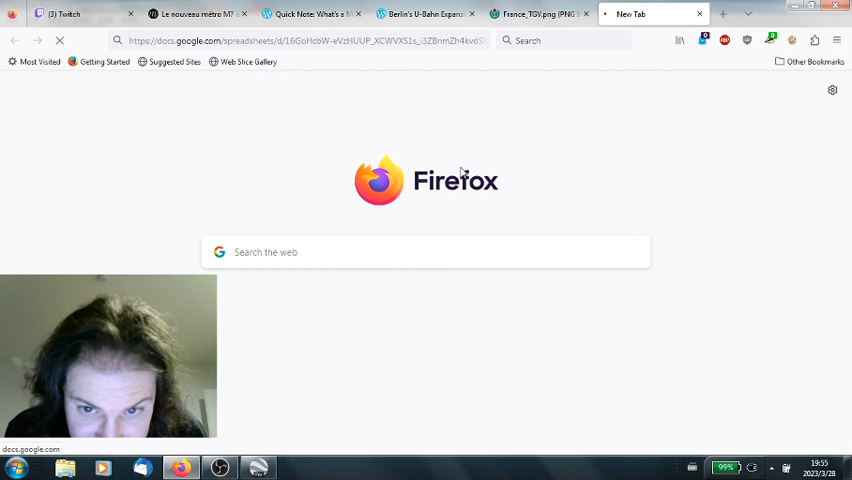 (3) Twitch
Le nouveau métro M7 a
Quick Note: What's a M
Berlin's U-Bahn Expans
France_TGV.png (PNG I
New Tab
https://docs.google.com/spreadsheets/d/
Search
Most Visited
Getting Started
Suggested Sites
Web Slice Gallery
Other Bookmarks
Firefox
Search the web
docs.google.com
99%
19:55
2023/3/28